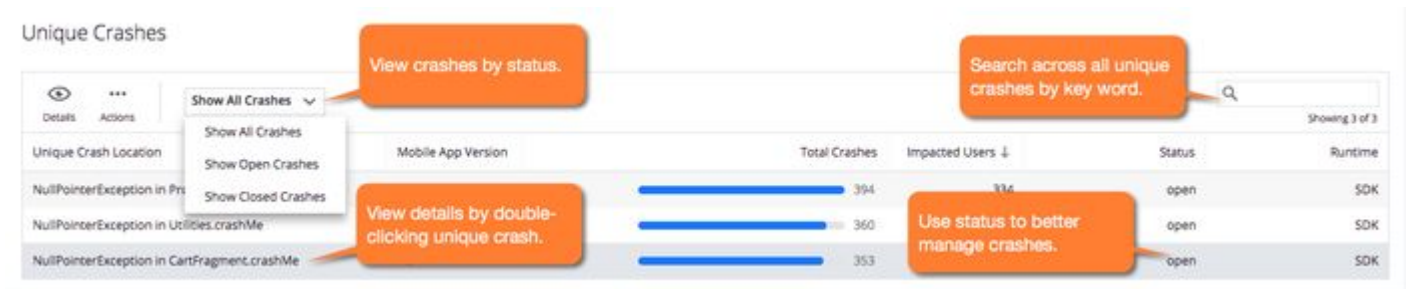 Unique Crashes
View crashes by status.
Search across all unique
crashes by key word.
Details
Actions
Show All Crashes
Showing 3 of 3
Show All Crashes
Show Open Crashes
Show Closed Crashes
Unique Crash Location
Mobile App Version
Total Crashes
Impacted Users ↓
Status
Runtime
NullPointerException in
394
334
open
SDK
View details by double-
clicking unique crash.
Use status to better
manage crashes.
NullPointerException in Utilities.crashMe
360
open
SDK
NullPointerException in CartFragment.crashMe
353
open
SDK